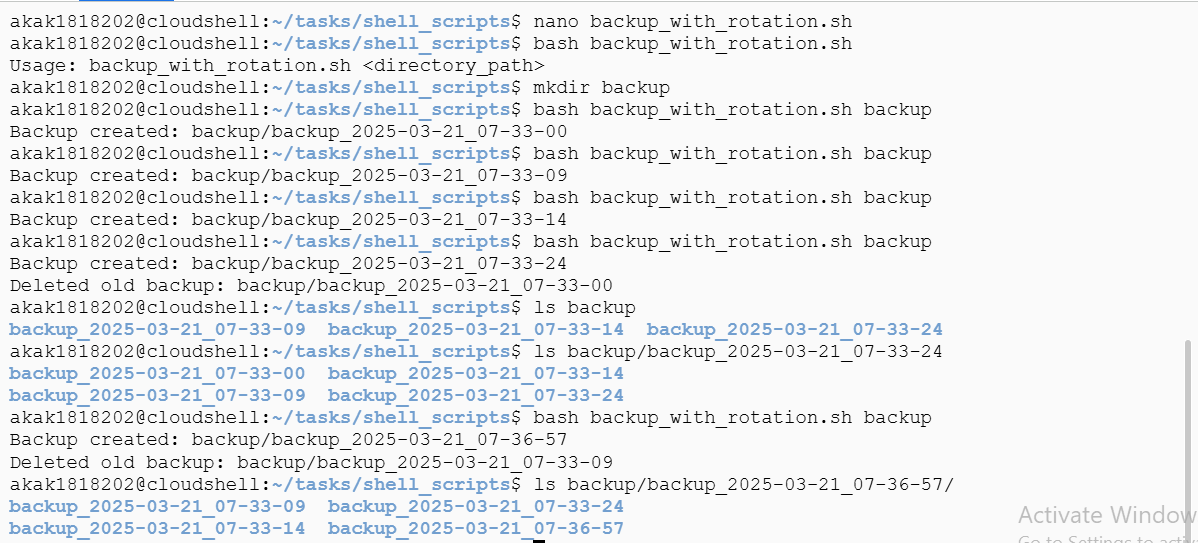 akak1818202@cloudshell:~/tasks/shell_scripts$ nano backup_with_rotation.sh
akak1818202@cloudshell:~/tasks/shell_scripts$ bash backup_with_rotation.sh
Usage: backup_with_rotation.sh <directory_path>
akak1818202@cloudshell:~/tasks/shell_scripts$ mkdir backup
akak1818202@cloudshell:~/tasks/shell_scripts$ bash backup_with_rotation.sh backup
Backup created: backup/backup_2025-03-21_07-33-00
akak1818202@cloudshell:~/tasks/shell_scripts$ bash backup_with_rotation.sh backup
Backup created: backup/backup_2025-03-21_07-33-09
akak1818202@cloudshell:~/tasks/shell_scripts$ bash backup_with_rotation.sh backup
Backup created: backup/backup_2025-03-21_07-33-14
akak1818202@cloudshell:~/tasks/shell_scripts$ bash backup_with_rotation.sh backup
Backup created: backup/backup_2025-03-21_07-33-24
Deleted old backup: backup/backup_2025-03-21_07-33-00
akak1818202@cloudshell:~/tasks/shell_scripts$ ls backup
backup_2025-03-21_07-33-09  backup_2025-03-21_07-33-14  backup_2025-03-21_07-33-24
akak1818202@cloudshell:~/tasks/shell_scripts$ ls backup/backup_2025-03-21_07-33-24
backup_2025-03-21_07-33-00  backup_2025-03-21_07-33-14
backup_2025-03-21_07-33-09  backup_2025-03-21_07-33-24
akak1818202@cloudshell:~/tasks/shell_scripts$ bash backup_with_rotation.sh backup
Backup created: backup/backup_2025-03-21_07-36-57
Deleted old backup: backup/backup_2025-03-21_07-33-09
akak1818202@cloudshell:~/tasks/shell_scripts$ ls backup/backup_2025-03-21_07-36-57/
backup_2025-03-21_07-33-09  backup_2025-03-21_07-33-24
backup_2025-03-21_07-33-14  backup_2025-03-21_07-36-57
Activate Window
Go to Settings to